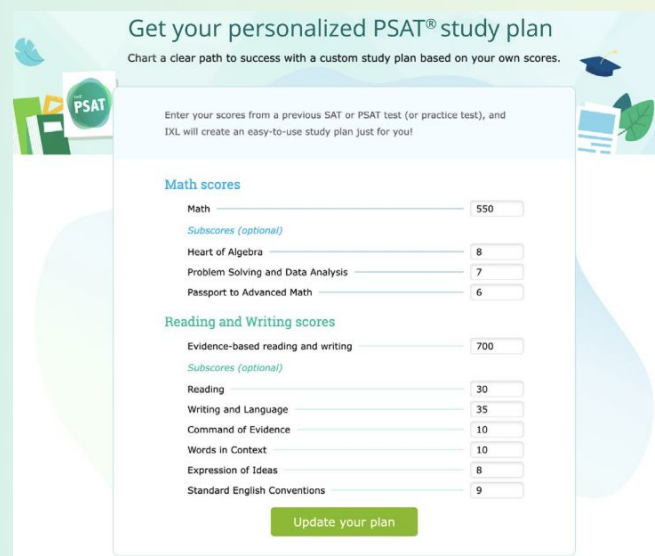 Get your personalized PSAT® study plan
Chart a clear path to success with a custom study plan based on your own scores.
THE
PSAT
Enter your scores from a previous SAT or PSAT test (or practice test), and
IXL will create an easy-to-use study plan just for you!
Math scores
Math 550
Subscores (optional)
Heart of Algebra 8
Problem Solving and Data Analysis 7
Passport to Advanced Math 6
Reading and Writing scores
Evidence-based reading and writing 700
Subscores (optional)
Reading 30
Writing and Language 35
Command of Evidence 10
Words in Context 10
Expression of Ideas 8
Standard English Conventions 9
Update your plan